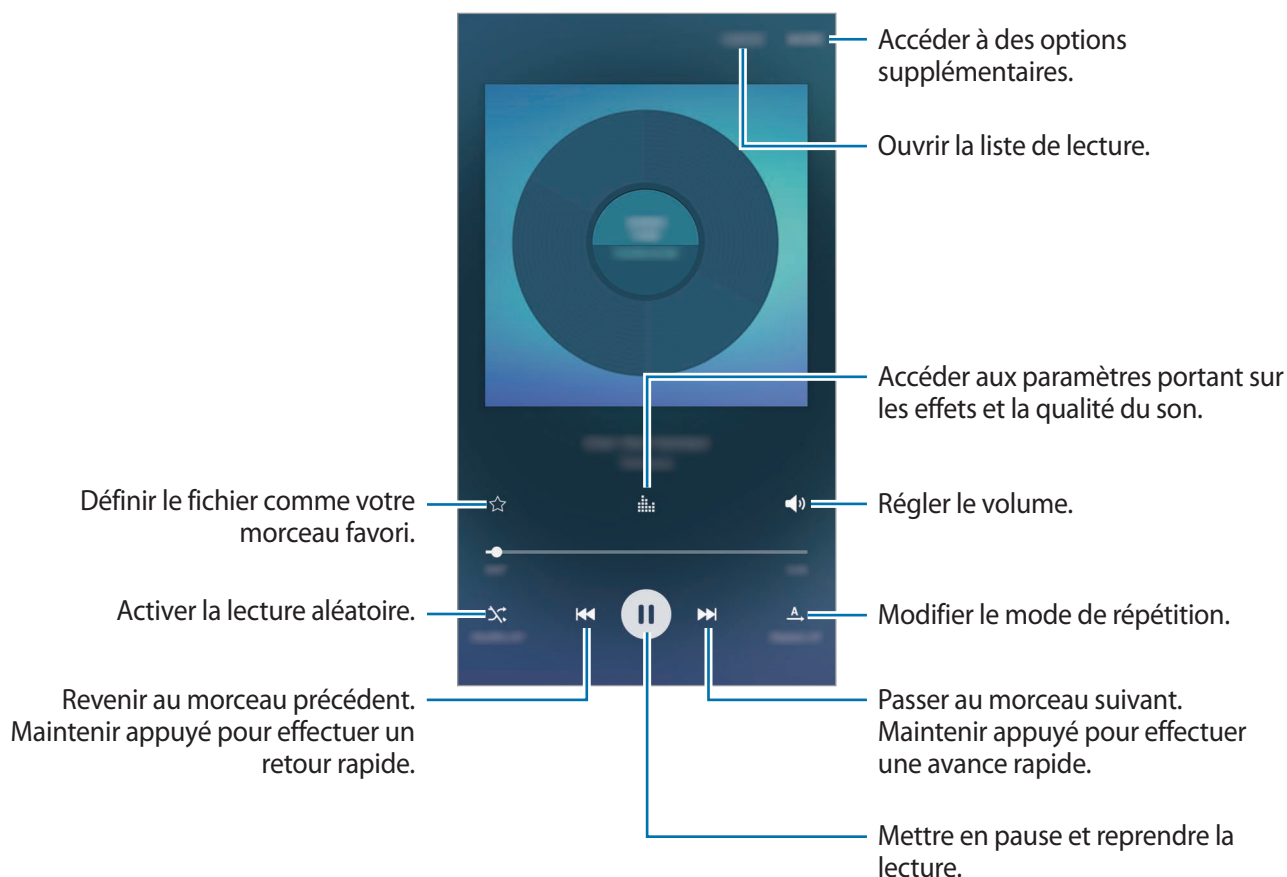 Accéder à des options
supplémentaires.
Ouvrir la liste de lecture.
Accéder aux paramètres portant sur
les effets et la qualité du son.
Définir le fichier comme votre
morceau favori.
Régler le volume.
Activer la lecture aléatoire.
A
Modifier le mode de répétition.
Revenir au morceau précédent.
Maintenir appuyé pour effectuer un
retour rapide.
Passer au morceau suivant.
Maintenir appuyé pour effectuer
une avance rapide.
Mettre en pause et reprendre la
lecture.